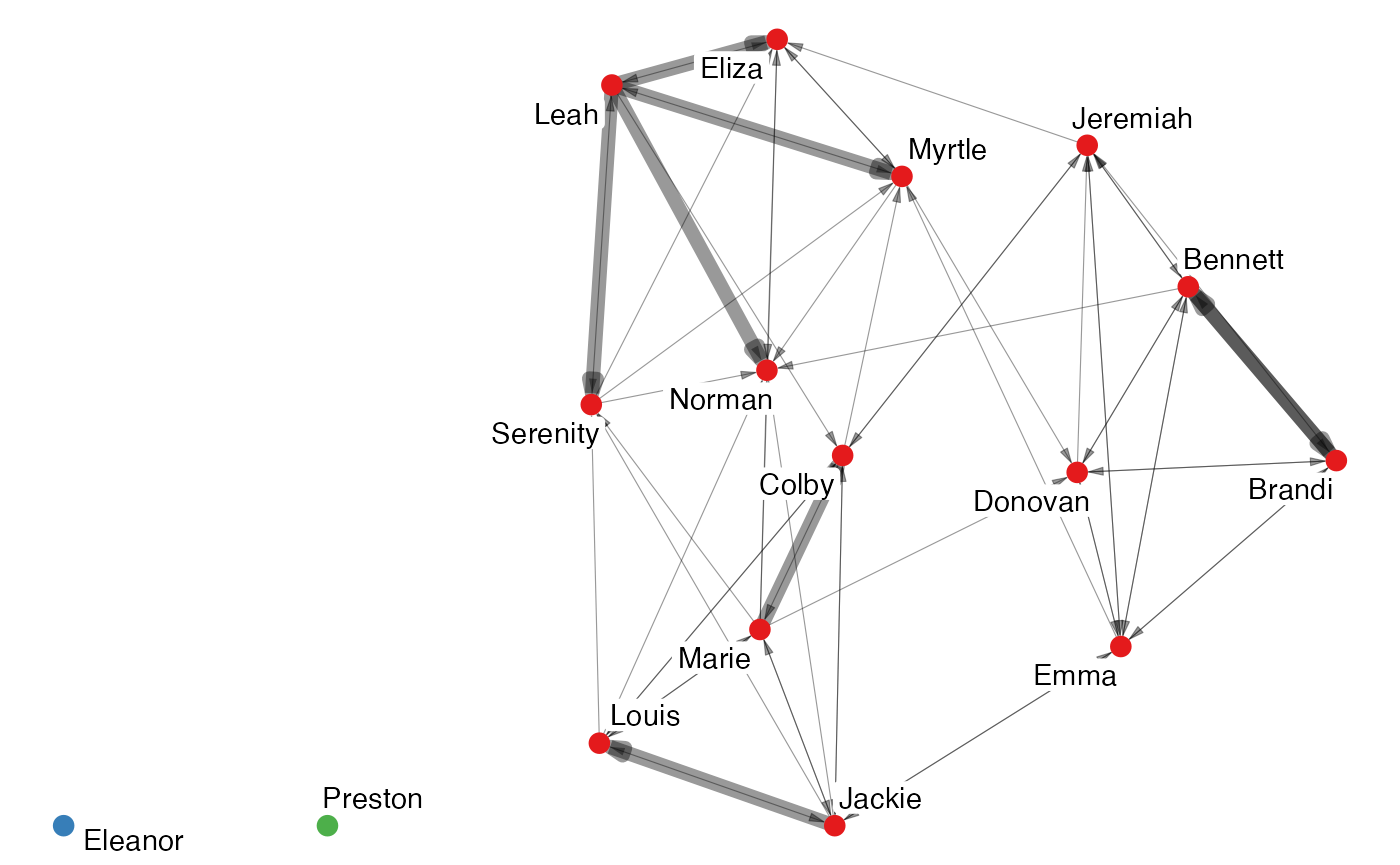 Eliza
Leah
Jeremiah
Myrtle
Bennett
Norman
Serenity
Colby
Donovan
Brandi
Marie
Emma
Louis
Preston
Jackie
Eleanor